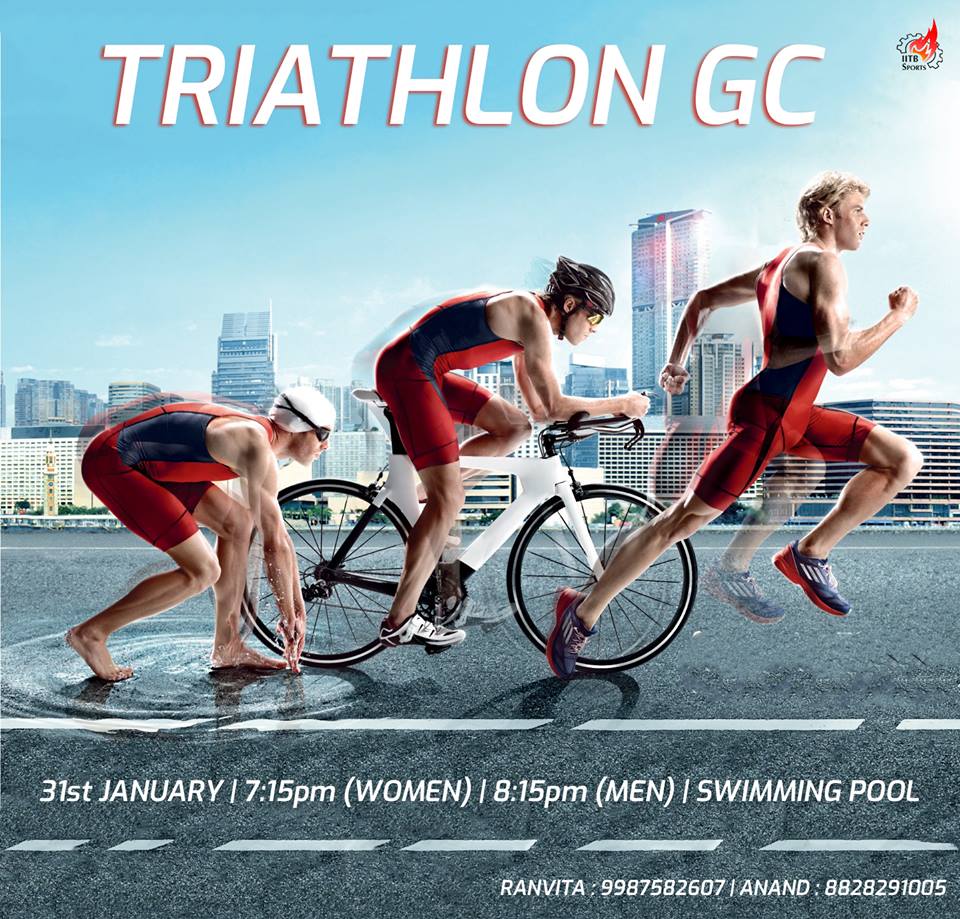 TRIATHLON GC
IITB
SPORTS
31st JANUARY | 7:15pm (WOMEN) | 8:15pm (MEN) | SWIMMING POOL
RANVITA : 9987582607 | ANAND : 8828291005